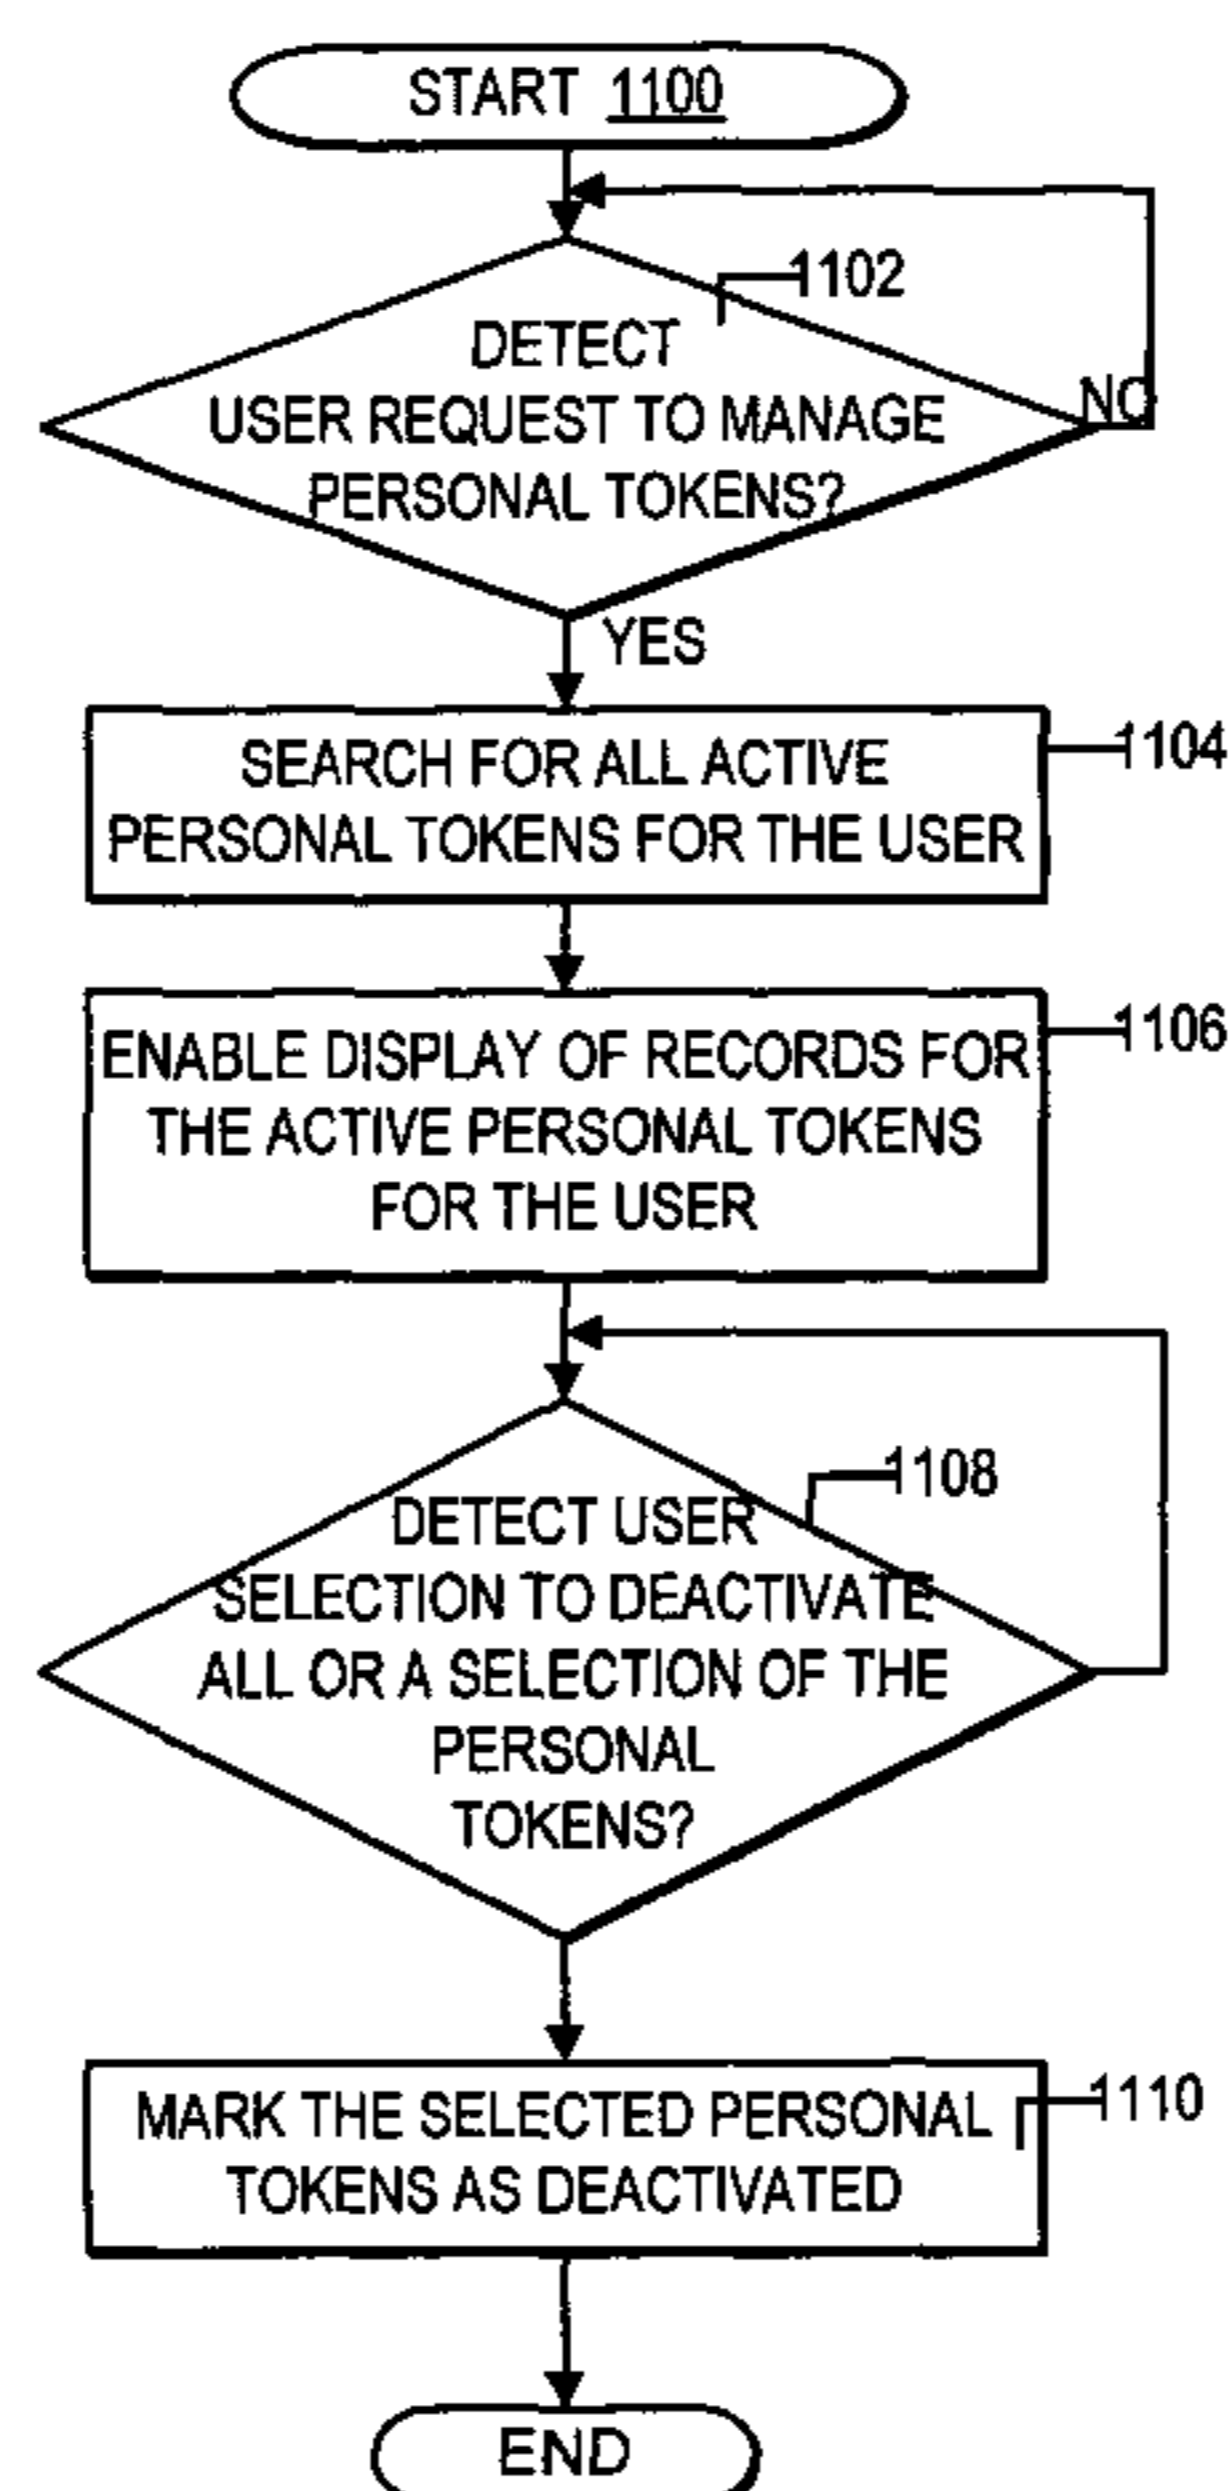 START 1100
1102
DETECT
USER REQUEST TO MANAGE
PERSONAL TOKENS?
NO
YES
SEARCH FOR ALL ACTIVE
PERSONAL TOKENS FOR THE USER
1104
ENABLE DISPLAY OF RECORDS FOR
THE ACTIVE PERSONAL TOKENS
FOR THE USER
1106
1108
DETECT USER
SELECTION TO DEACTIVATE
ALL OR A SELECTION OF THE
PERSONAL
TOKENS?
MARK THE SELECTED PERSONAL
TOKENS AS DEACTIVATED
1110
END